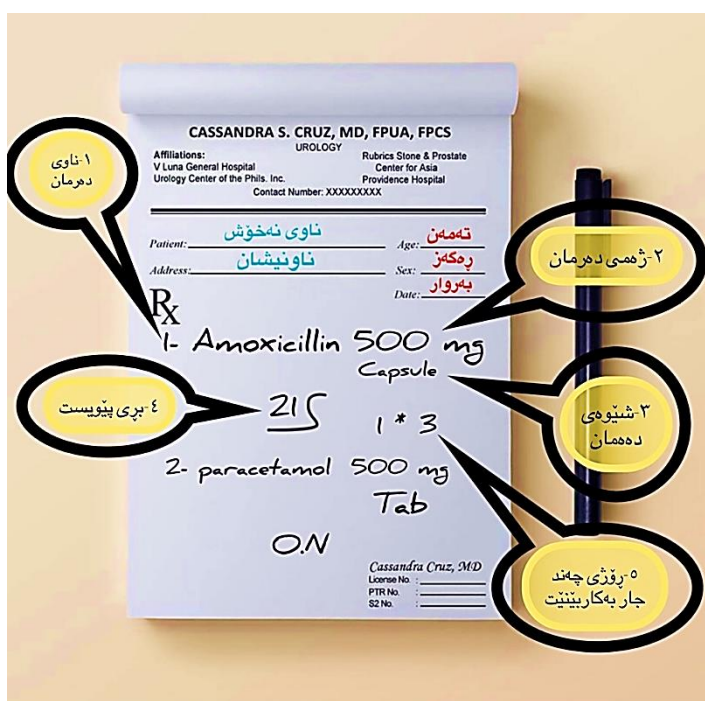 CASSANDRA S. CRUZ, MD, FPUA, FPCS
UROLOGY
Affiliations:
V Luna General Hospital
Urology Center of the Phils. Inc.
Rubrics Stone & Prostate
Center for Asia
Providence Hospital
Contact Number: XXXXXXXXX
Patient: ناوی نەخۆش
Age: تەمەن
Address: ناونیشان
Sex: ڕەگەز
Date: بەروار
Rx
1- Amoxicillin 500 mg
Capsule
21
1 * 3
2- paracetamol 500 mg
Tab
O.N
Cassandra Cruz, MD
License No. :
PTR No. :
S2 No. :
١-ناوی
دەرمان
٢-ژەمی دەرمان
٣-شێوەی
دەەمان
٤-بڕی پێویست
٥-ڕۆژی چەند
جار بەکاربێنێت